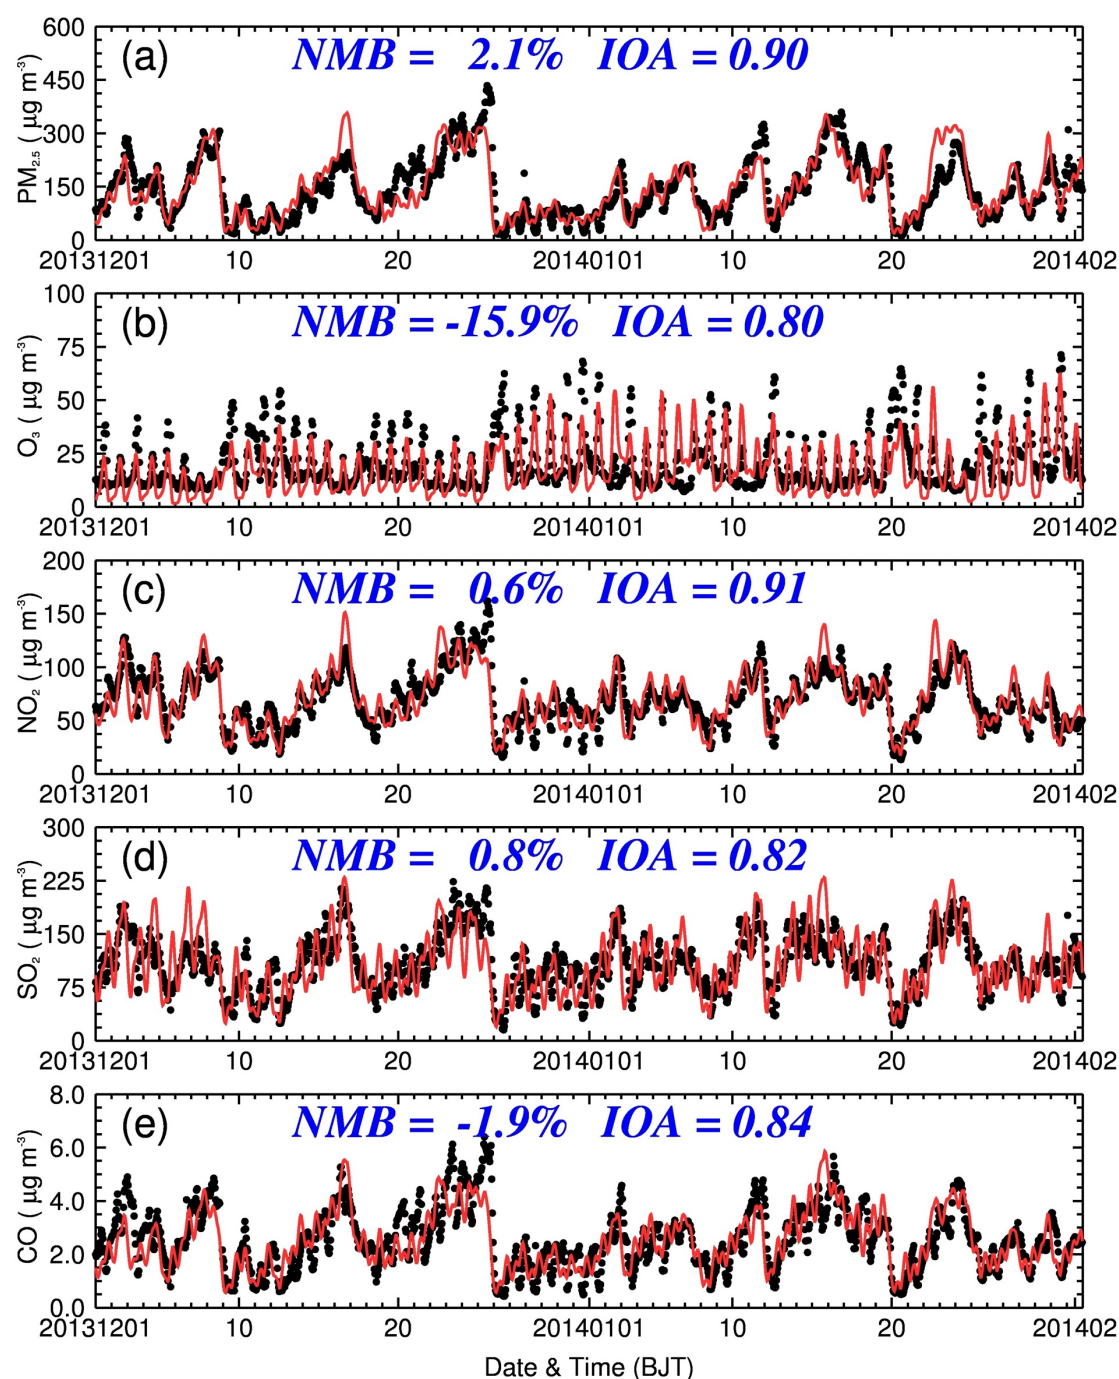 (a) NMB = 2.1% IOA = 0.90
600
450
300
150
0
PM2.5 ( μg m-3)
20131201 10 20 20140101 10 20 201402
(b) NMB = -15.9% IOA = 0.80
100
75
50
25
0
O3 ( μg m-3)
20131201 10 20 20140101 10 20 201402
(c) NMB = 0.6% IOA = 0.91
200
150
100
50
0
NO2 ( μg m-3)
20131201 10 20 20140101 10 20 201402
(d) NMB = 0.8% IOA = 0.82
300
225
150
75
0
SO2 ( μg m-3)
20131201 10 20 20140101 10 20 201402
(e) NMB = -1.9% IOA = 0.84
8.0
6.0
4.0
2.0
0.0
CO ( μg m-3)
20131201 10 20 20140101 10 20 201402
Date & Time (BJT)